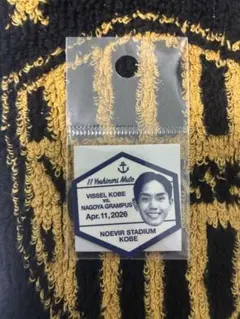 11 Yoshinori Muto
VISSEL KOBE
vs.
NAGOYA GRAMPUS
Apr.11,2026
NOEVIR STADIUM
KOBE